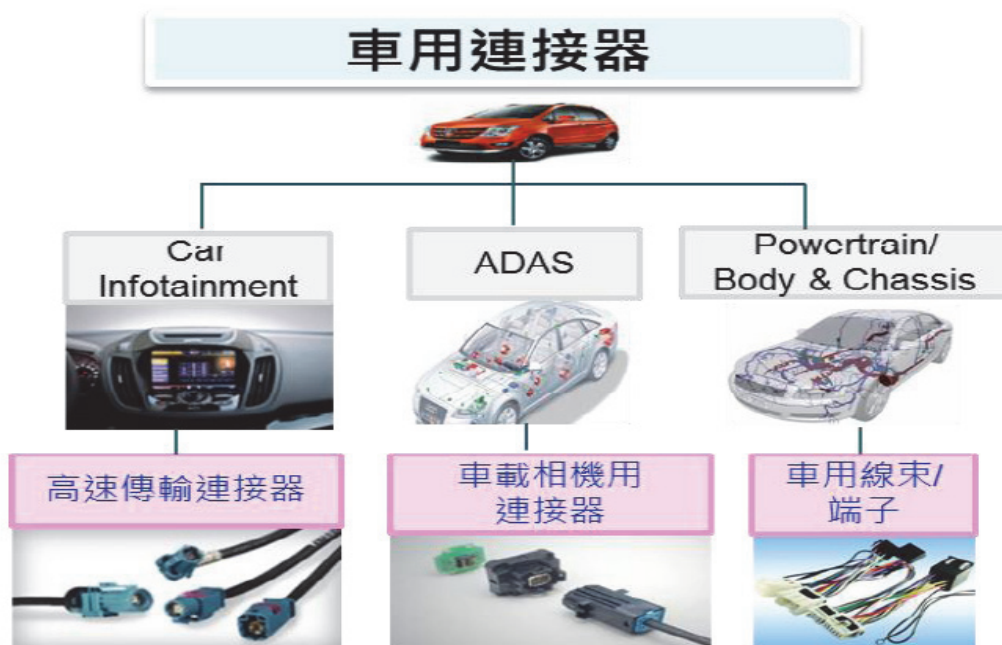 車用連接器
Car
Infotainment
ADAS
Powertrain/
Body & Chassis
高速傳輸連接器
車載相機用
連接器
車用線束/
端子